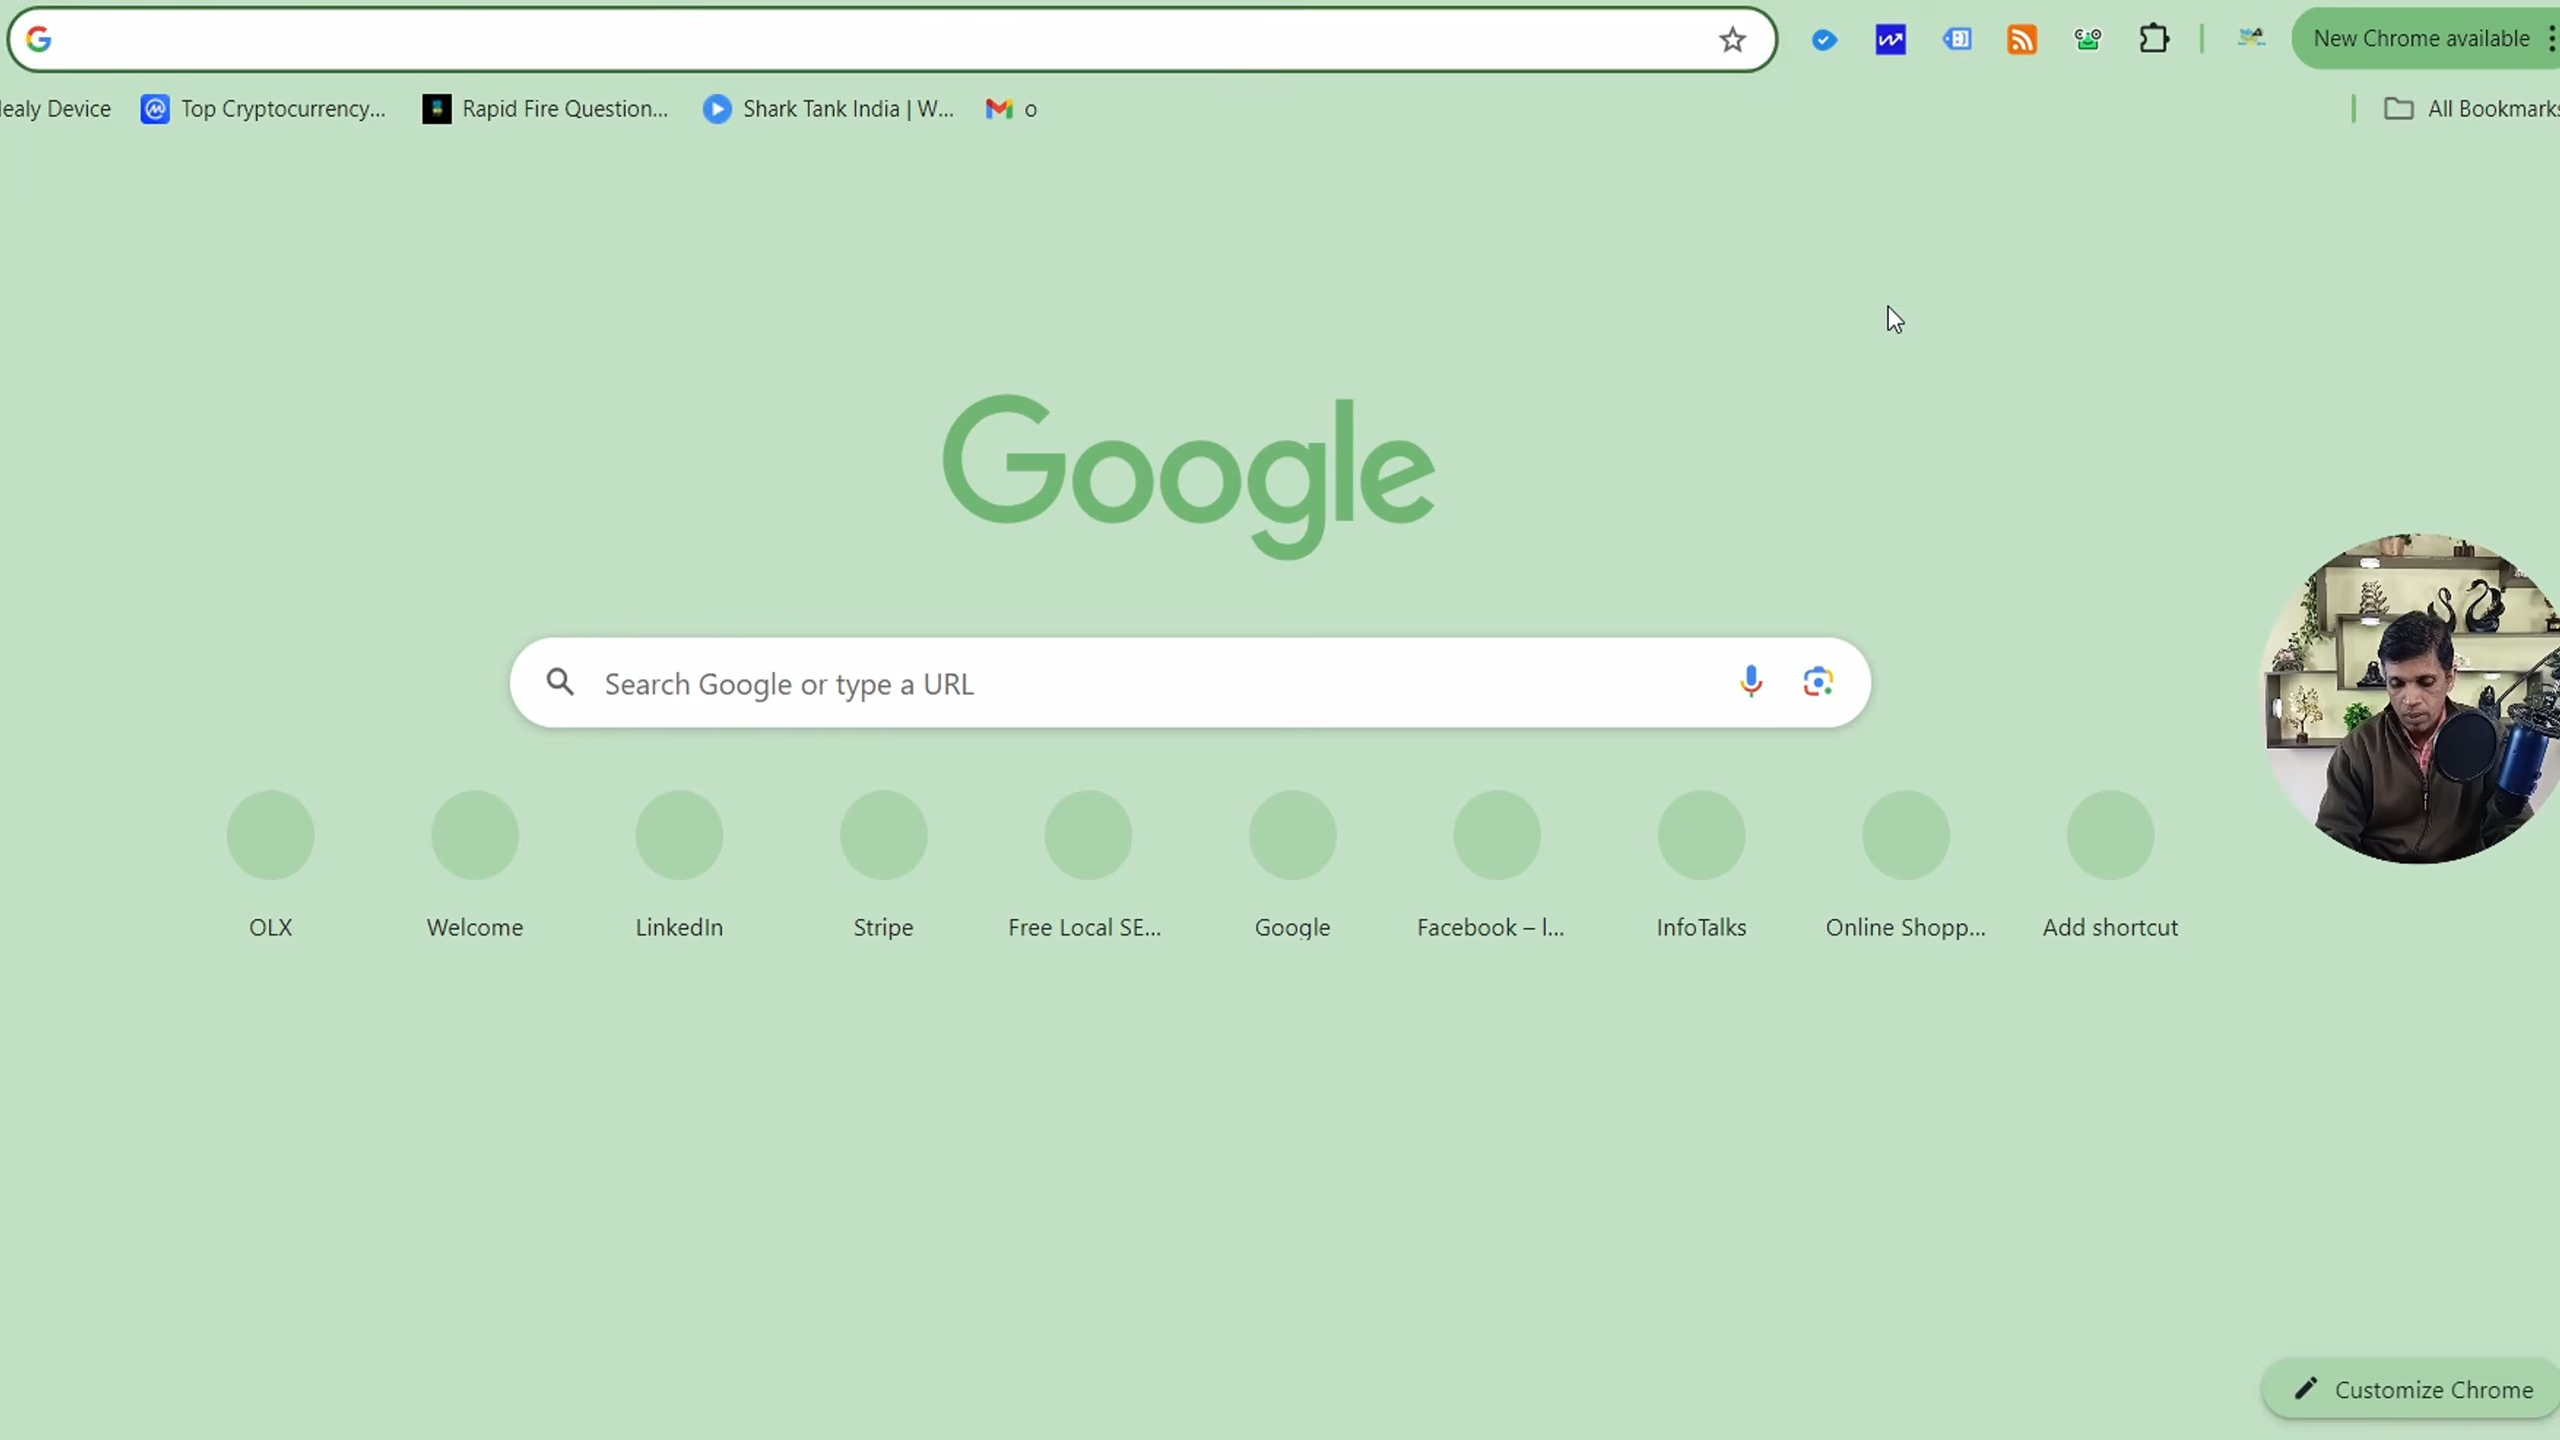 New Chrome available
ealy Device
Top Cryptocurrency...
Rapid Fire Question...
Shark Tank India | W...
o
All Bookmarks
Google
Search Google or type a URL
OLX
Welcome
LinkedIn
Stripe
Free Local SE...
Google
Facebook – l...
InfoTalks
Online Shopp...
Add shortcut
Customize Chrome